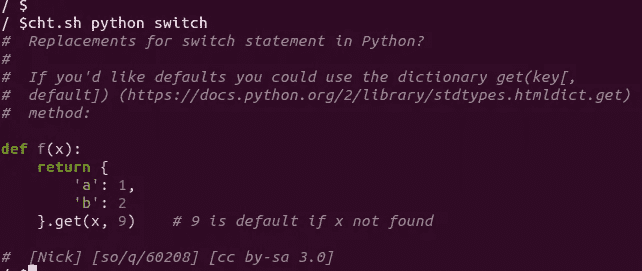 / $
/ $cht.sh python switch
#  Replacements for switch statement in Python?
#
#  If you'd like defaults you could use the dictionary get(key[,
#  default]) (https://docs.python.org/2/library/stdtypes.htmldict.get)
#  method:
def f(x):
    return {
        'a': 1,
        'b': 2
    }.get(x, 9)    # 9 is default if x not found
#  [Nick] [so/q/60208] [cc by-sa 3.0]
/ $